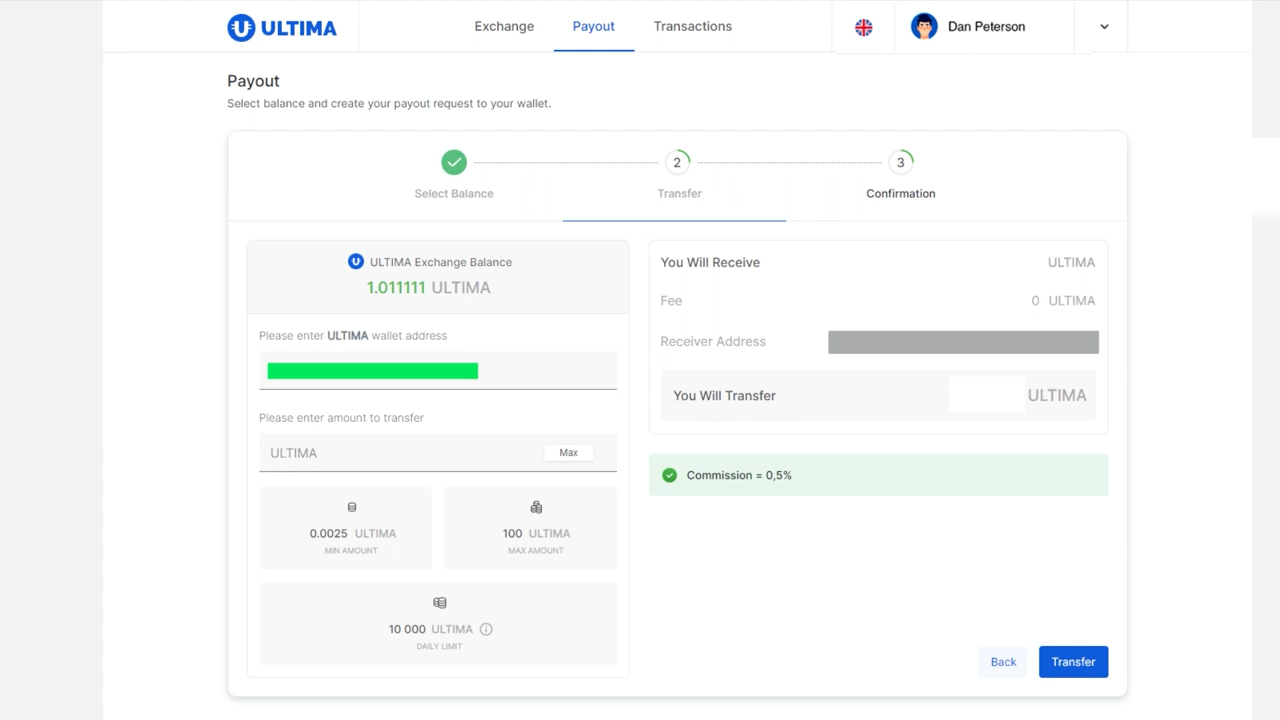 ULTIMA
Exchange
Payout
Transactions
Dan Peterson
Payout
Select balance and create your payout request to your wallet.
2
3
Select Balance
Transfer
Confirmation
ULTIMA Exchange Balance
1.011111 ULTIMA
Please enter ULTIMA wallet address
Please enter amount to transfer
ULTIMA
Max
0.0025 ULTIMA
MIN AMOUNT
100 ULTIMA
MAX AMOUNT
10 000 ULTIMA
DAILY LIMIT
You Will Receive ULTIMA
Fee 0 ULTIMA
Receiver Address
You Will Transfer ULTIMA
Commission = 0,5%
Back
Transfer